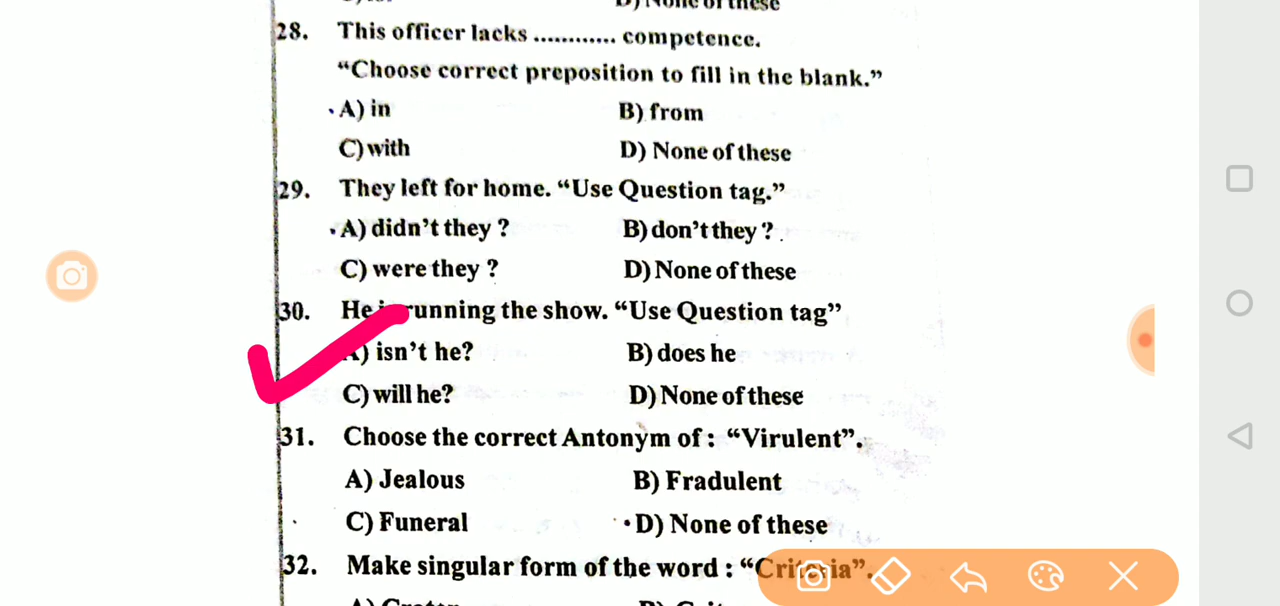 28. This officer lacks ............ competence.
"Choose correct preposition to fill in the blank."
A) in B) from
C) with D) None of these
29. They left for home. "Use Question tag."
A) didn't they ? B) don't they ?
C) were they ? D) None of these
30. He is running the show. "Use Question tag"
A) isn't he? B) does he
C) will he? D) None of these
31. Choose the correct Antonym of : "Virulent".
A) Jealous B) Fradulent
C) Funeral D) None of these
32. Make singular form of the word : "Criteria".